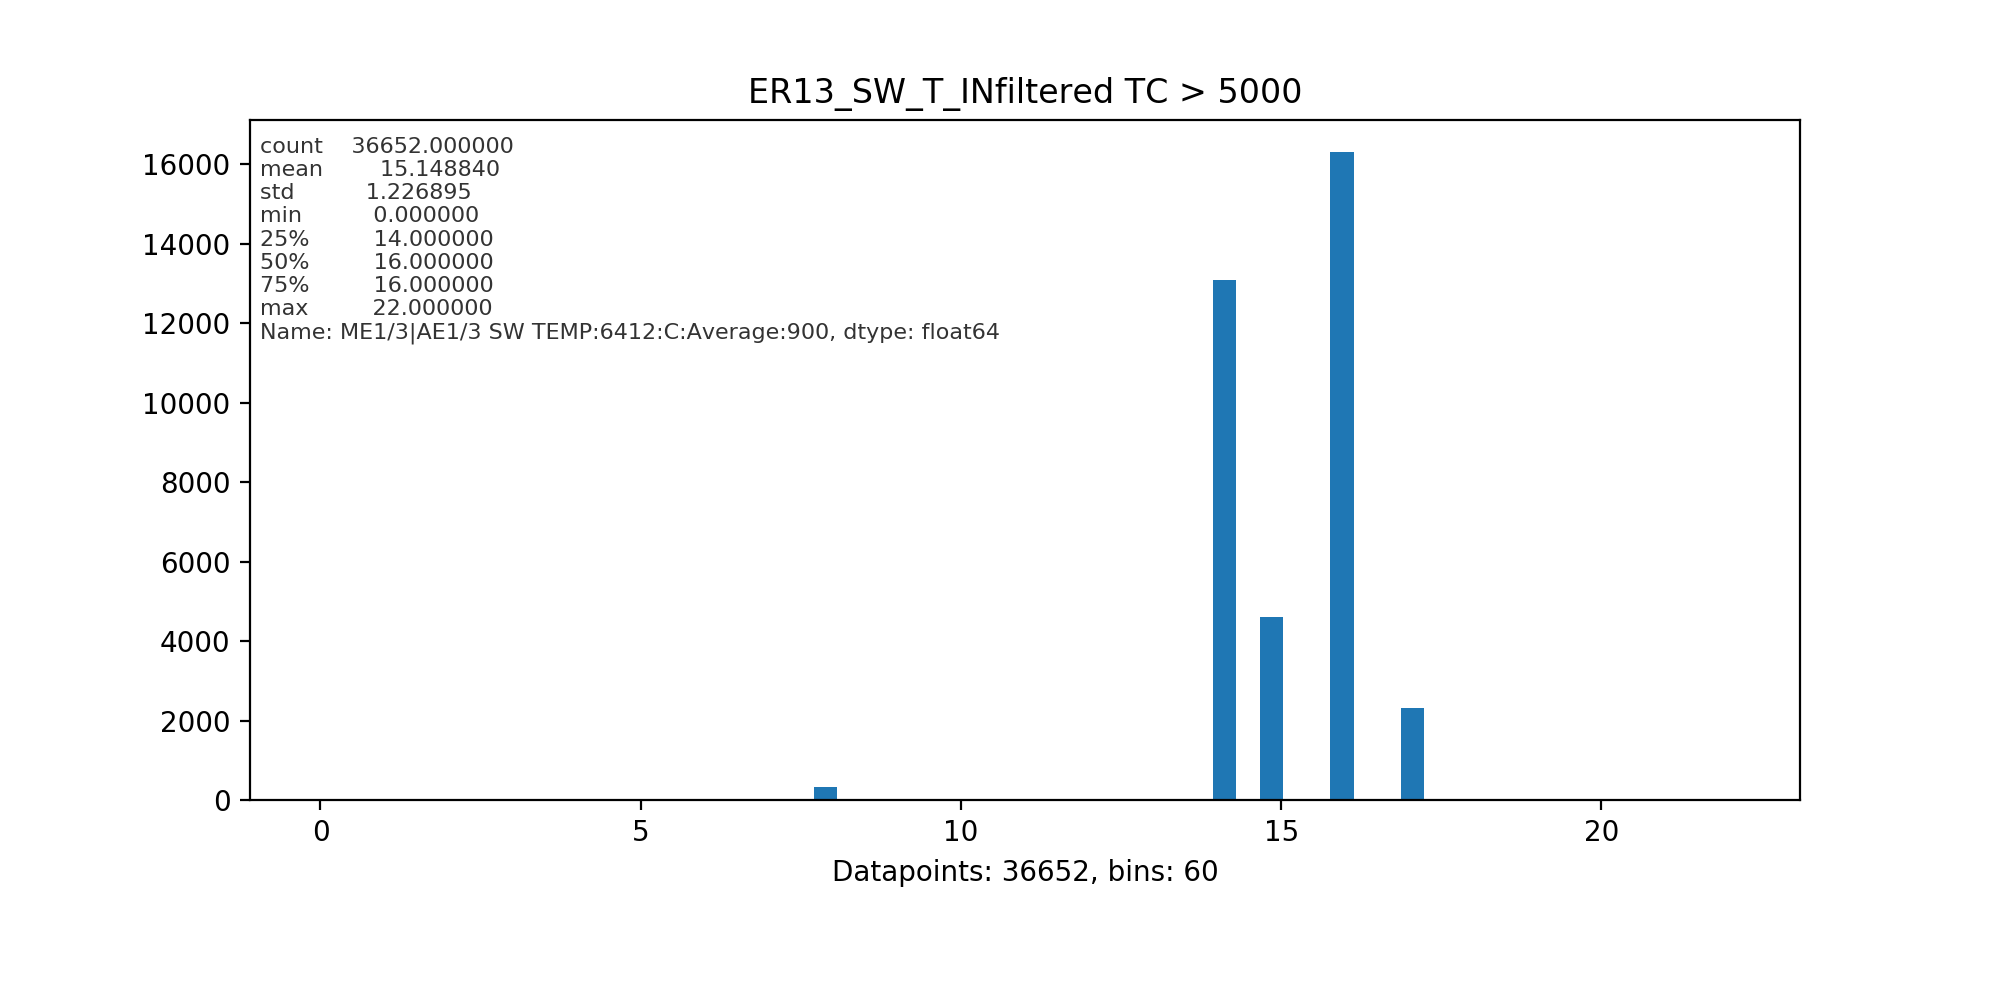 ER13_SW_T_INfiltered TC > 5000
count 36652.000000
mean 15.148840
std 1.226895
min 0.000000
25% 14.000000
50% 16.000000
75% 16.000000
max 22.000000
Name: ME1/3|AE1/3 SW TEMP:6412:C:Average:900, dtype: float64
16000
14000
12000
10000
8000
6000
4000
2000
0
0 5 10 15 20
Datapoints: 36652, bins: 60